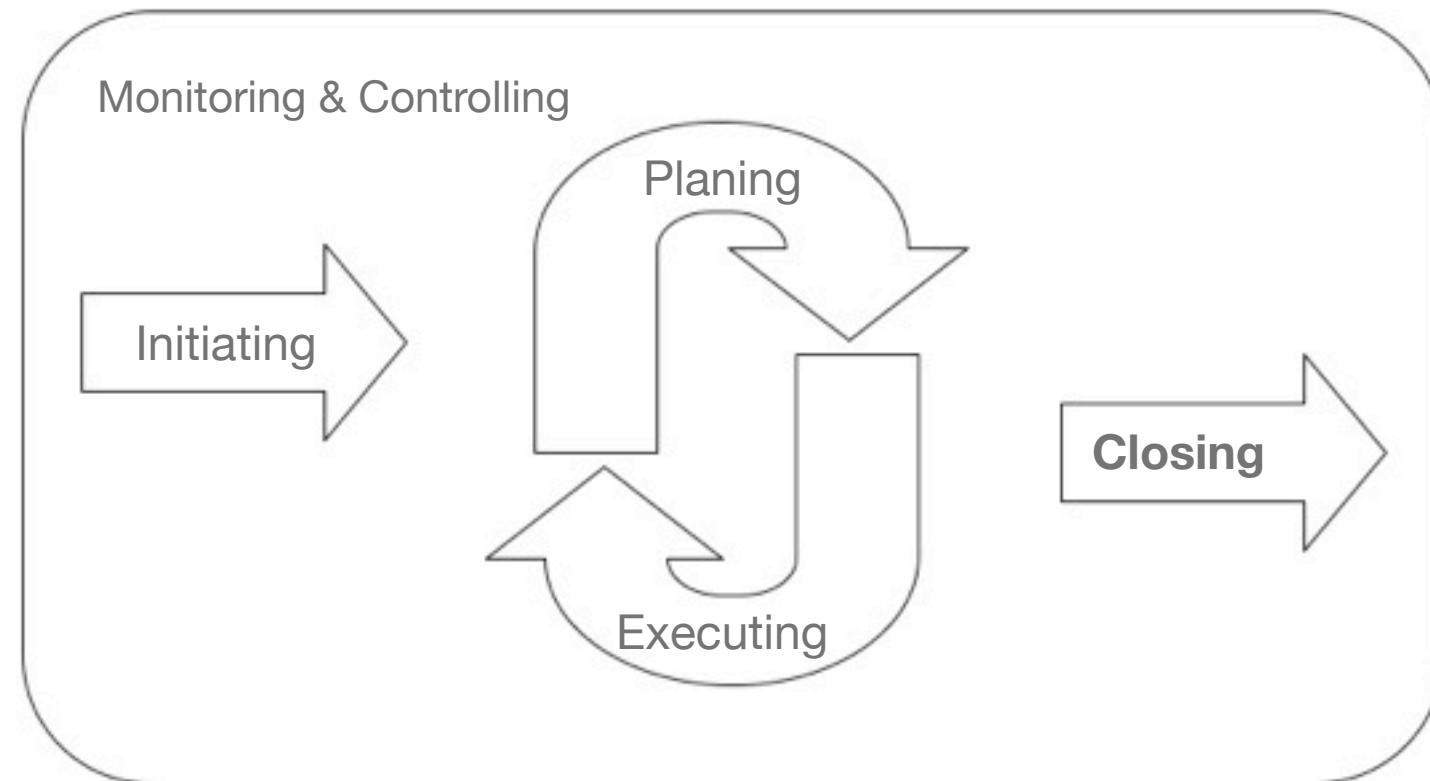 Monitoring & Controlling
Planing
Initiating
Closing
Executing